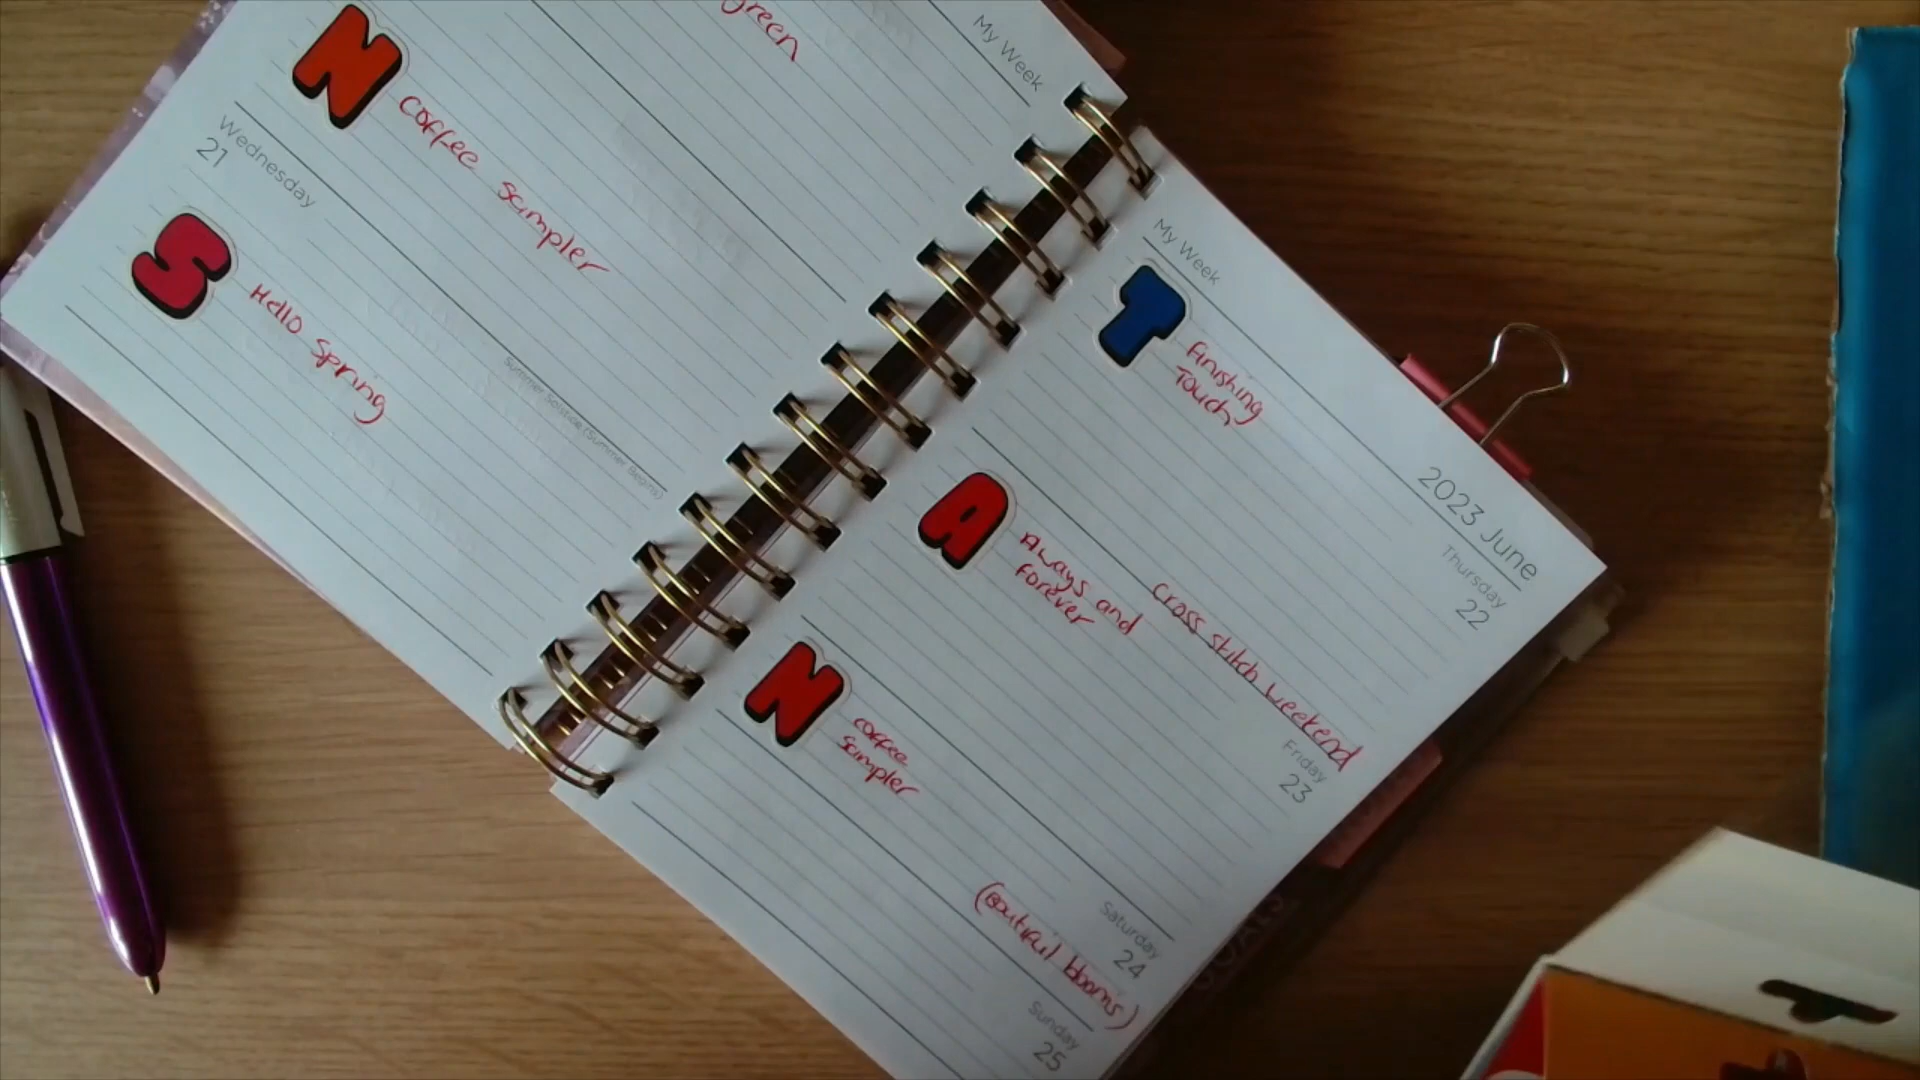 green
My Week
N
Coffee Sampler
Wednesday
21
S
Hello Spring
Summer Solstice (Summer Begins)
My Week
2023 June
Thursday
22
T
Finishing
Touch
Friday
23
A
Always and
Forever
Cross stitch weekend
Saturday
24
N
Coffee
Sampler
Sunday
25
(Boutiful blooms)